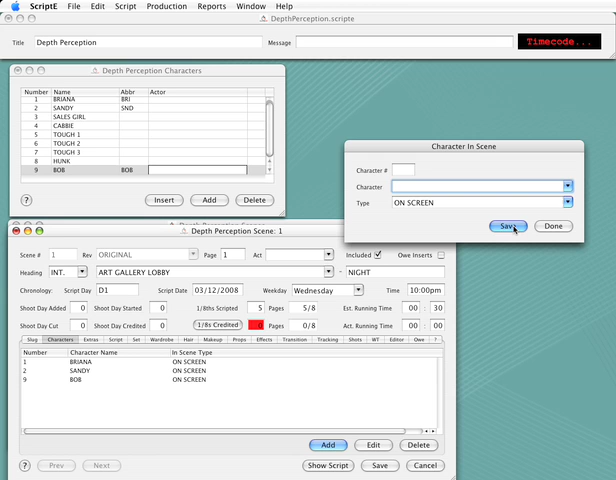 ScriptE File Edit Script Production Reports Window Help
DepthPerception.scripte
Title Depth Perception Message Timecode...
Depth Perception Characters
Number Name Abbr Actor
1 BRIANA BRI
2 SANDY SND
3 SALES GIRL
4 CABBIE
5 TOUGH 1
6 TOUGH 2
7 TOUGH 3
8 HUNK
9 BOB BOB
? Insert Add Delete
Character In Scene
Character #
Character
Type ON SCREEN
Save Done
Depth Perception Scene: 1
Scene # 1 Rev ORIGINAL Page 1 Act Included Owe Inserts
Heading INT. ART GALLERY LOBBY - NIGHT
Chronology: Script Day D1 Script Date 03/12/2008 Weekday Wednesday Time 10:00pm
Shoot Day Added 0 Shoot Day Started 0 1/8ths Scripted 5 Pages 5/8 Est. Running Time 00 : 30
Shoot Day Cut 0 Shoot Day Credited 0 1/8s Credited 0 Pages 0/8 Act. Running Time 00 : 00
Slug Characters Extras Script Set Wardrobe Hair Makeup Props Effects Transition Tracking Shots WT Editor Owe ?
Number Character Name In Scene Type
1 BRIANA ON SCREEN
2 SANDY ON SCREEN
9 BOB ON SCREEN
Add Edit Delete
? Prev Next Show Script Save Cancel